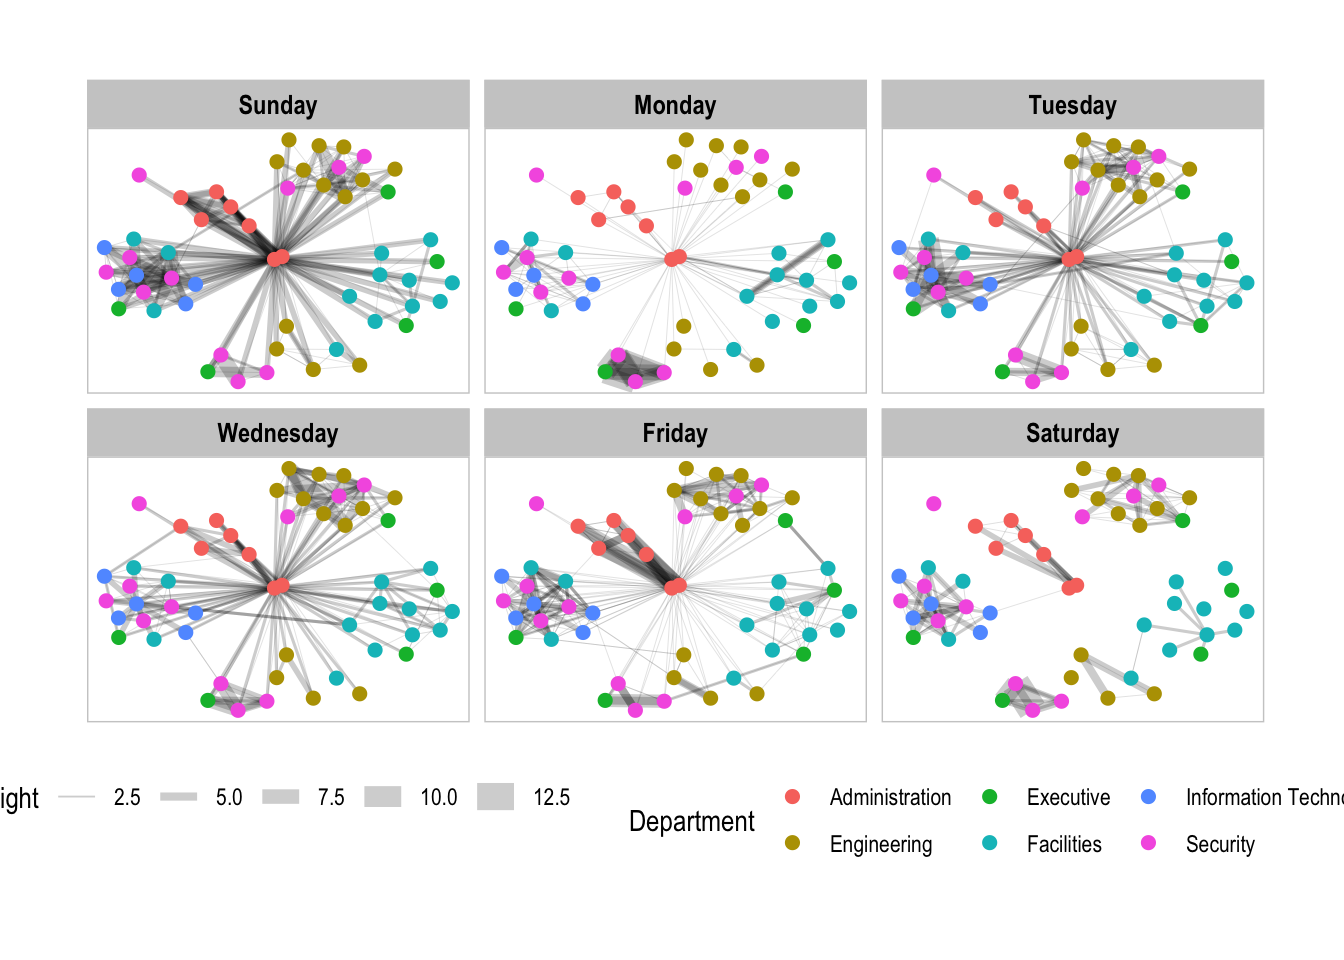 Sunday
Monday
Tuesday
Wednesday
Friday
Saturday
ight 2.5 5.0 7.5 10.0 12.5
Department
Administration Executive Information Techno
Engineering Facilities Security